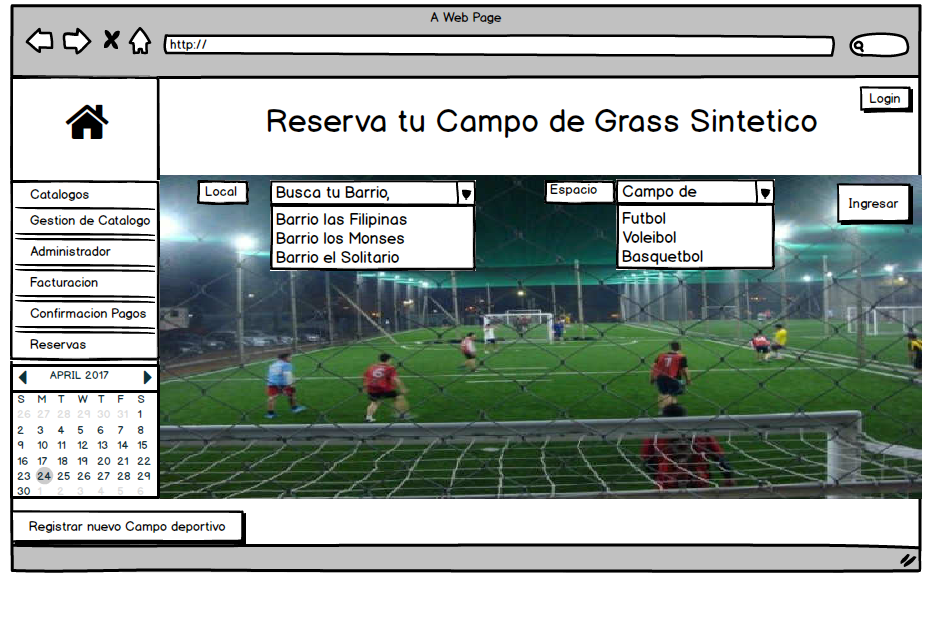 A Web Page
http://
Login
Reserva tu Campo de Grass Sintetico
Local
Busca tu Barrio,
Barrio las Filipinas
Barrio los Monses
Barrio el Solitario
Espacio
Campo de
Futbol
Voleibol
Basquetbol
Ingresar
Catalogos
Gestion de Catalogo
Administrador
Facturacion
Confirmacion Pagos
Reservas
APRIL 2017
S M T W T F S
26 27 28 29 30 31 1
2 3 4 5 6 7 8
9 10 11 12 13 14 15
16 17 18 19 20 21 22
23 24 25 26 27 28 29
30 1 2 3 4 5 6
Registrar nuevo Campo deportivo